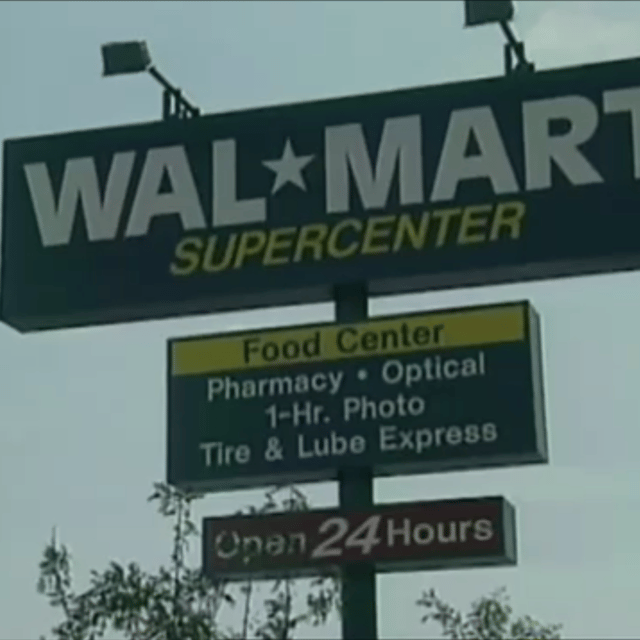 WAL★MART
SUPERCENTER
Food Center
Pharmacy • Optical
1-Hr. Photo
Tire & Lube Express
Open 24 Hours